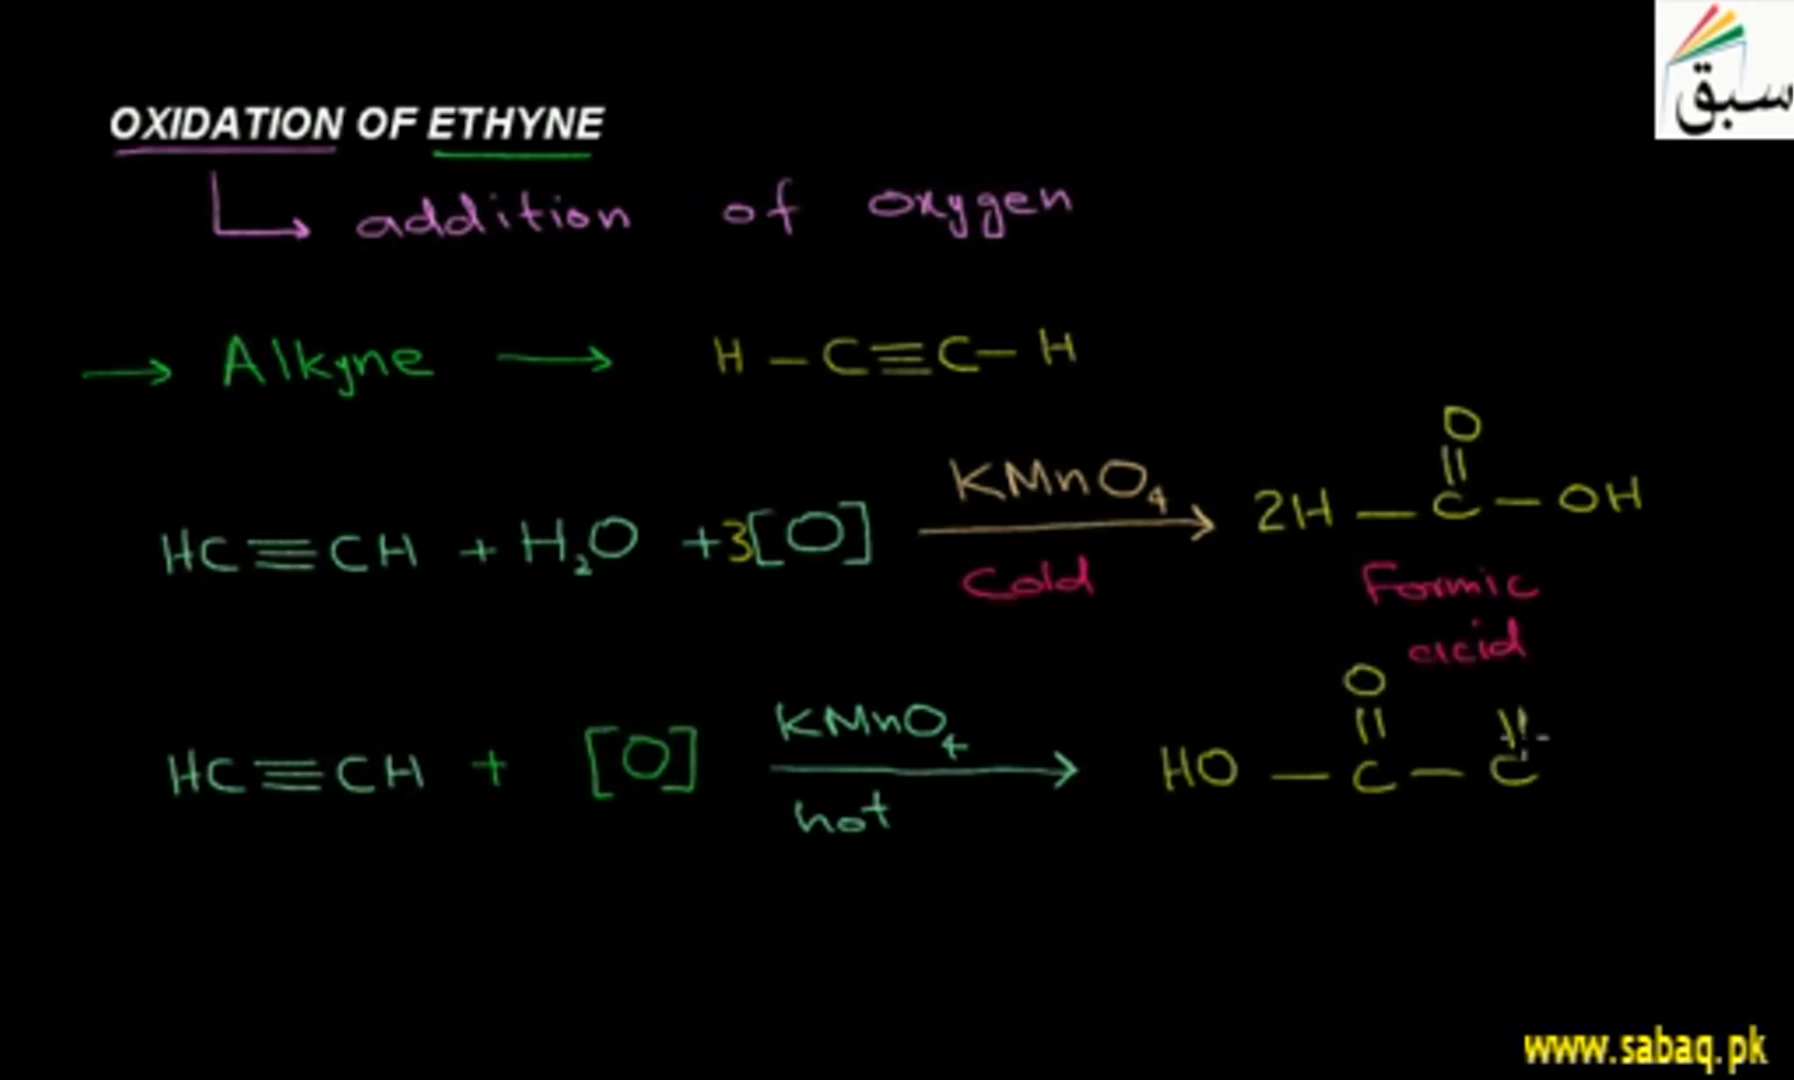 سبق
OXIDATION OF ETHYNE
addition of oxygen
→ Alkyne → H – C≡C – H
HC≡CH + H₂O + 3[O] KMnO₄ → 2H – C – OH
O
Cold
Formic
acid
HC≡CH + [O] KMnO₄ → HO – C – C
O
hot
www.sabaq.pk